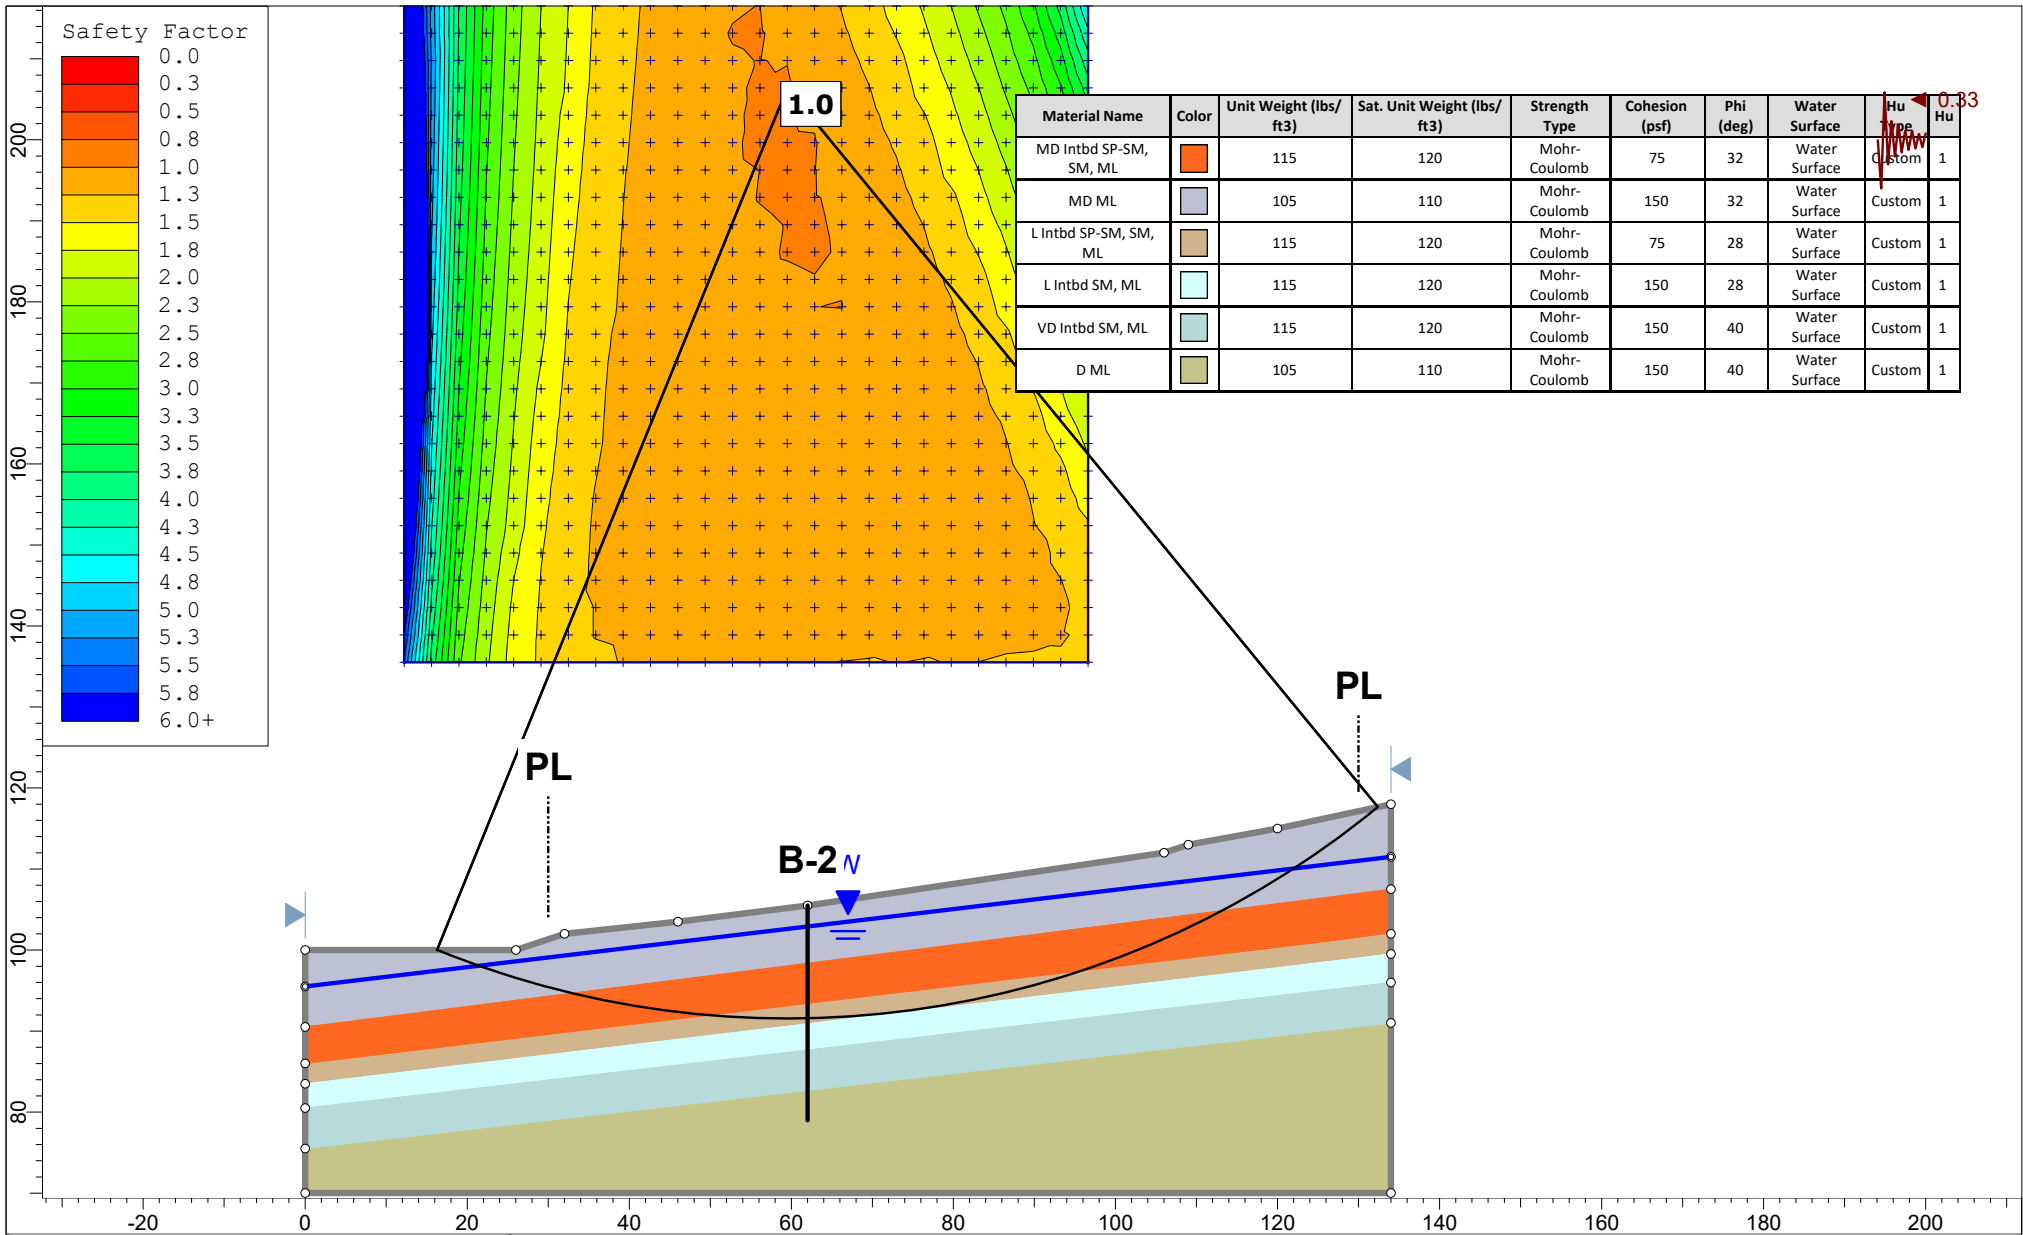 Safety Factor
0.0
0.3
0.5
0.8
1.0
1.3
1.5
1.8
2.0
2.3
2.5
2.8
3.0
3.3
3.5
3.8
4.0
4.3
4.5
4.8
5.0
5.3
5.5
5.8
6.0+
1.0
0.33
Material Name Color Unit Weight (lbs/ft3) Sat. Unit Weight (lbs/ft3) Strength Type Cohesion (psf) Phi (deg) Water Surface Hu Type Hu
MD Intbd SP-SM, SM, ML 115 120 Mohr-Coulomb 75 32 Water Surface Custom 1
MD ML 105 110 Mohr-Coulomb 150 32 Water Surface Custom 1
L Intbd SP-SM, SM, ML 115 120 Mohr-Coulomb 75 28 Water Surface Custom 1
L Intbd SM, ML 115 120 Mohr-Coulomb 150 28 Water Surface Custom 1
VD Intbd SM, ML 115 120 Mohr-Coulomb 150 40 Water Surface Custom 1
D ML 105 110 Mohr-Coulomb 150 40 Water Surface Custom 1
PL
PL
B-2
200
180
160
140
120
100
80
-20 0 20 40 60 80 100 120 140 160 180 200